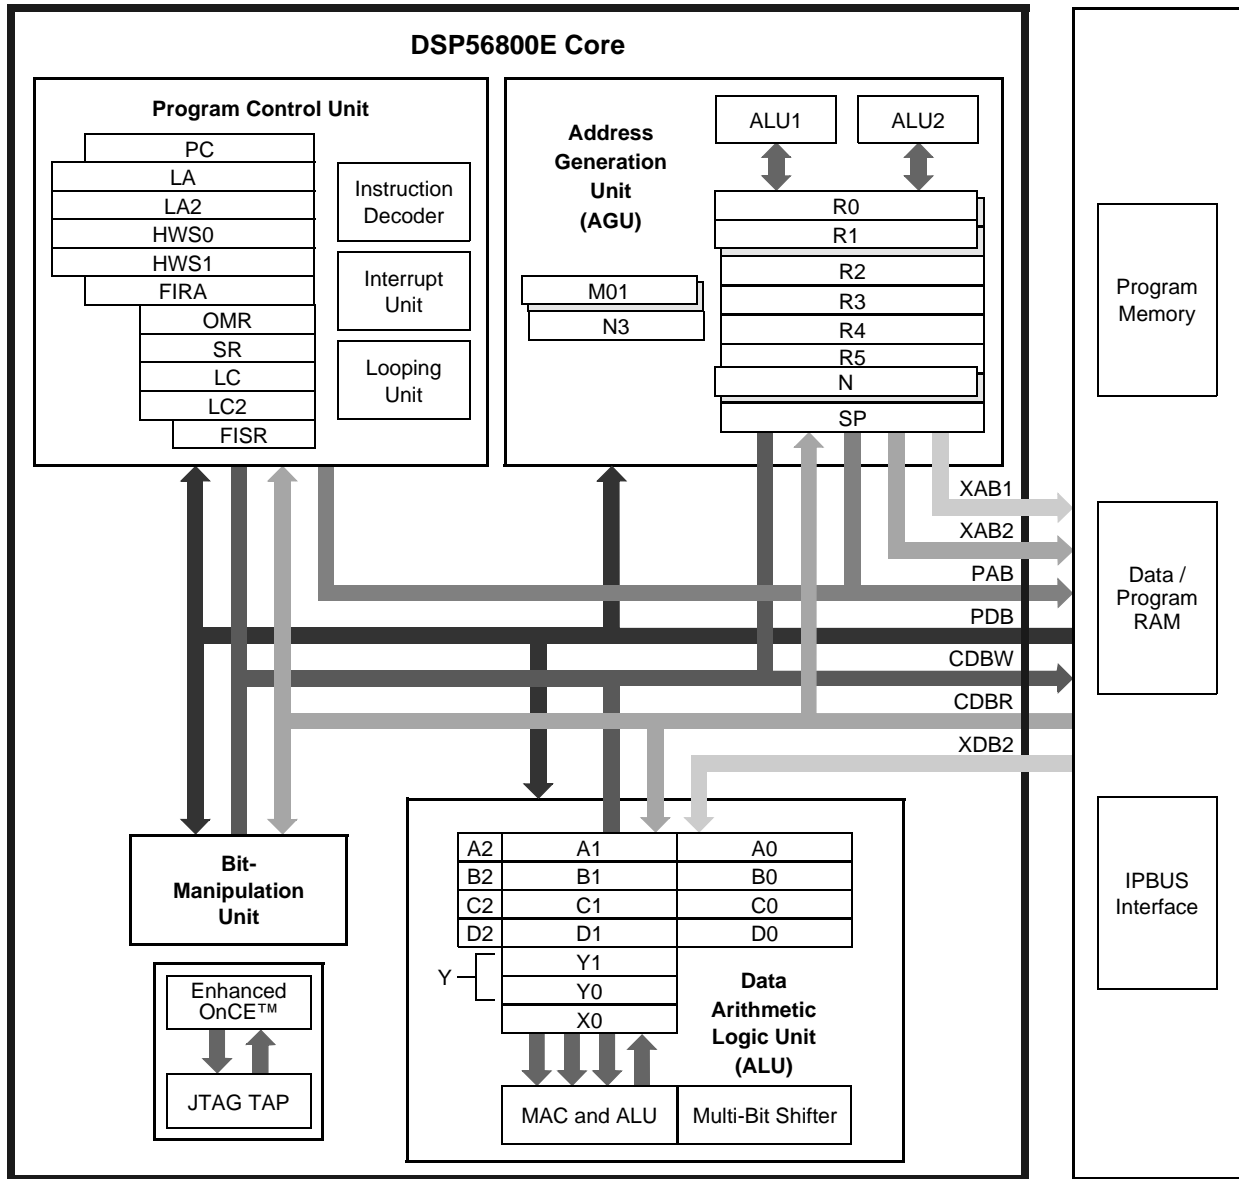 DSP56800E Core
Program Control Unit
PC
LA
LA2
HWS0
HWS1
FIRA
OMR
SR
LC
LC2
FISR
Instruction
Decoder
Interrupt
Unit
Looping
Unit
Address
Generation
Unit
(AGU)
ALU1
ALU2
R0
R1
R2
R3
R4
R5
N
SP
M01
N3
XAB1
XAB2
PAB
PDB
CDBW
CDBR
XDB2
Program
Memory
Data /
Program
RAM
IPBUS
Interface
Bit-
Manipulation
Unit
Enhanced
OnCE™
JTAG TAP
A2 A1 A0
B2 B1 B0
C2 C1 C0
D2 D1 D0
Y
Y1
Y0
X0
Data
Arithmetic
Logic Unit
(ALU)
MAC and ALU
Multi-Bit Shifter